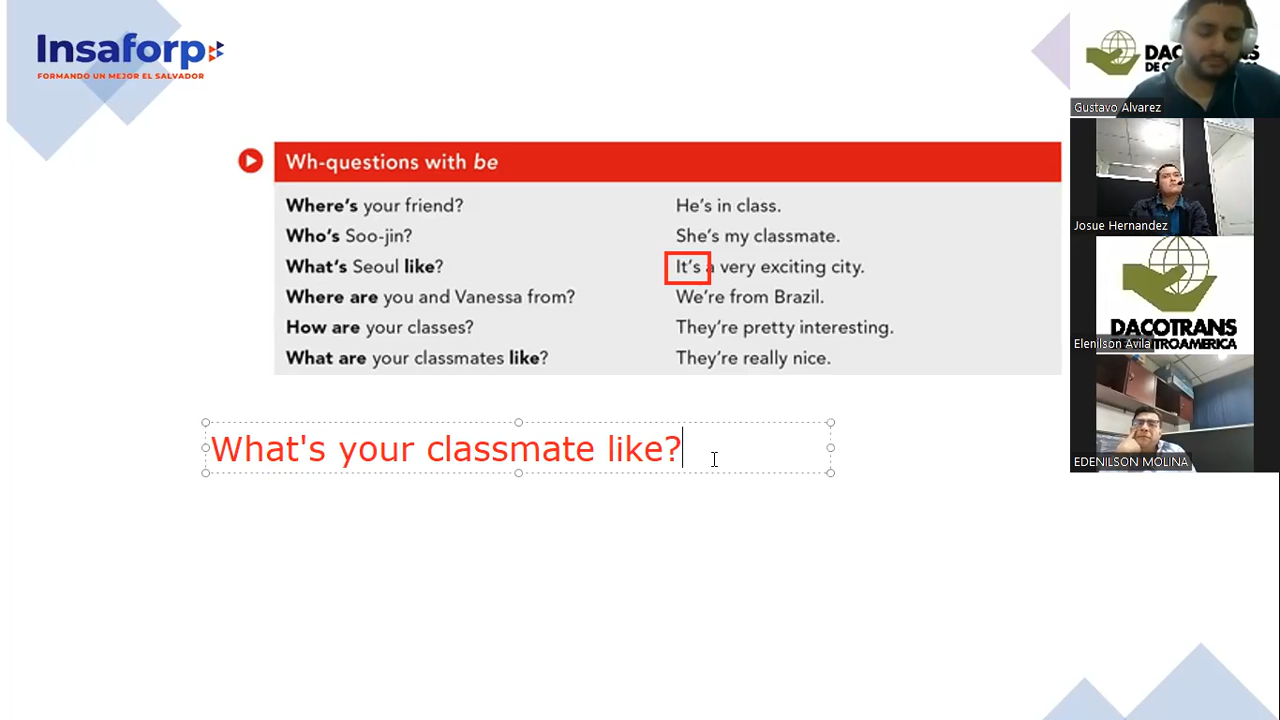 Insaforp
FORMANDO UN MEJOR EL SALVADOR
Wh-questions with be
Where's your friend? He's in class.
Who's Soo-jin? She's my classmate.
What's Seoul like? It's a very exciting city.
Where are you and Vanessa from? We're from Brazil.
How are your classes? They're pretty interesting.
What are your classmates like? They're really nice.
What's your classmate like?
Gustavo Alvarez
Josue Hernandez
DACOTRANS
Elenilson Avila
EDENILSON MOLINA